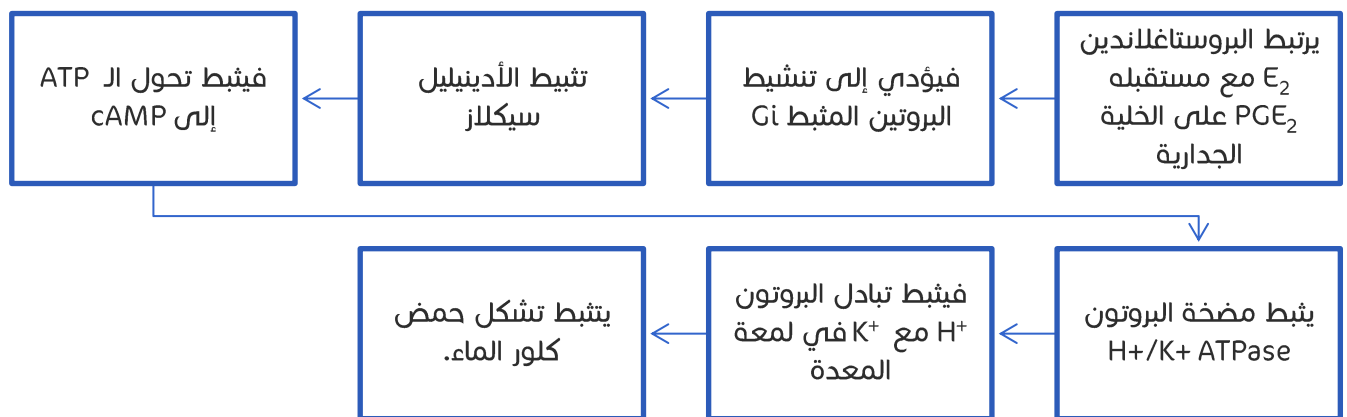 يرتبط البروستاغلاندين
E₂ مع مستقبله
PGE₂ على الخلية
الجدارية
فيؤدي إلى تنشيط
البروتين المثبط Gi
تثبيط الأدينيليل
سيكلاز
فيثبط تحول الـ ATP
إلى cAMP
يثبط مضخة البروتون
H+/K+ ATPase
فيثبط تبادل البروتون
H⁺ مع K⁺ في لمعة
المعدة
يتثبط تشكل حمض
كلور الماء.